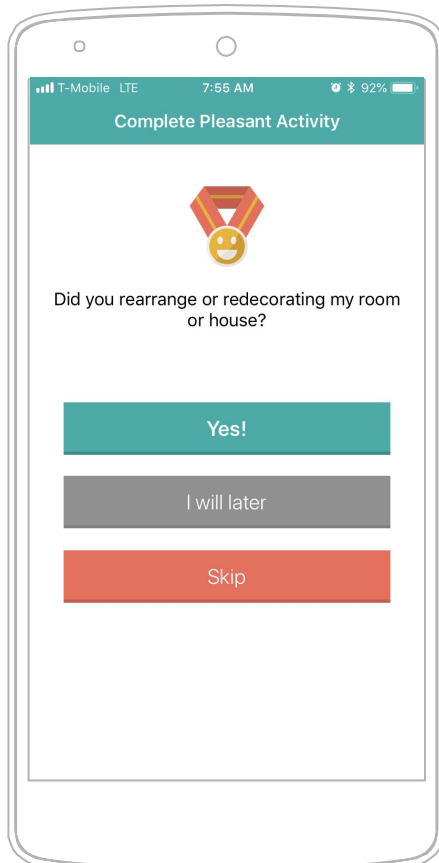 T-Mobile LTE 7:55 AM 92%
Complete Pleasant Activity
Did you rearrange or redecorating my room
or house?
Yes!
I will later
Skip